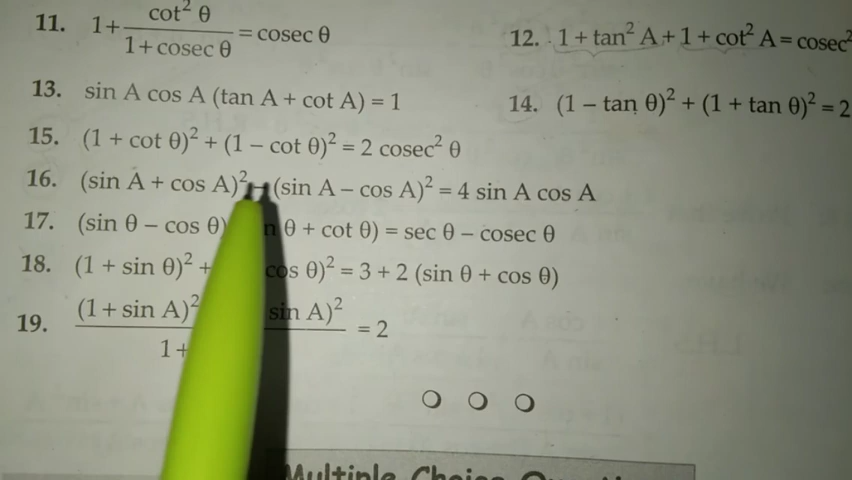 11. 1 + cot² θ / 1 + cosec θ = cosec θ
12. 1 + tan² A + 1 + cot² A = cosec²
13. sin A cos A (tan A + cot A) = 1
14. (1 − tan θ)² + (1 + tan θ)² = 2
15. (1 + cot θ)² + (1 − cot θ)² = 2 cosec² θ
16. (sin A + cos A)² − (sin A − cos A)² = 4 sin A cos A
17. (sin θ − cos θ) θ + cot θ) = sec θ − cosec θ
18. (1 + sin θ)² + cos θ)² = 3 + 2 (sin θ + cos θ)
19. (1 + sin A)² sin A)² / 1 + = 2
Multiple Choice